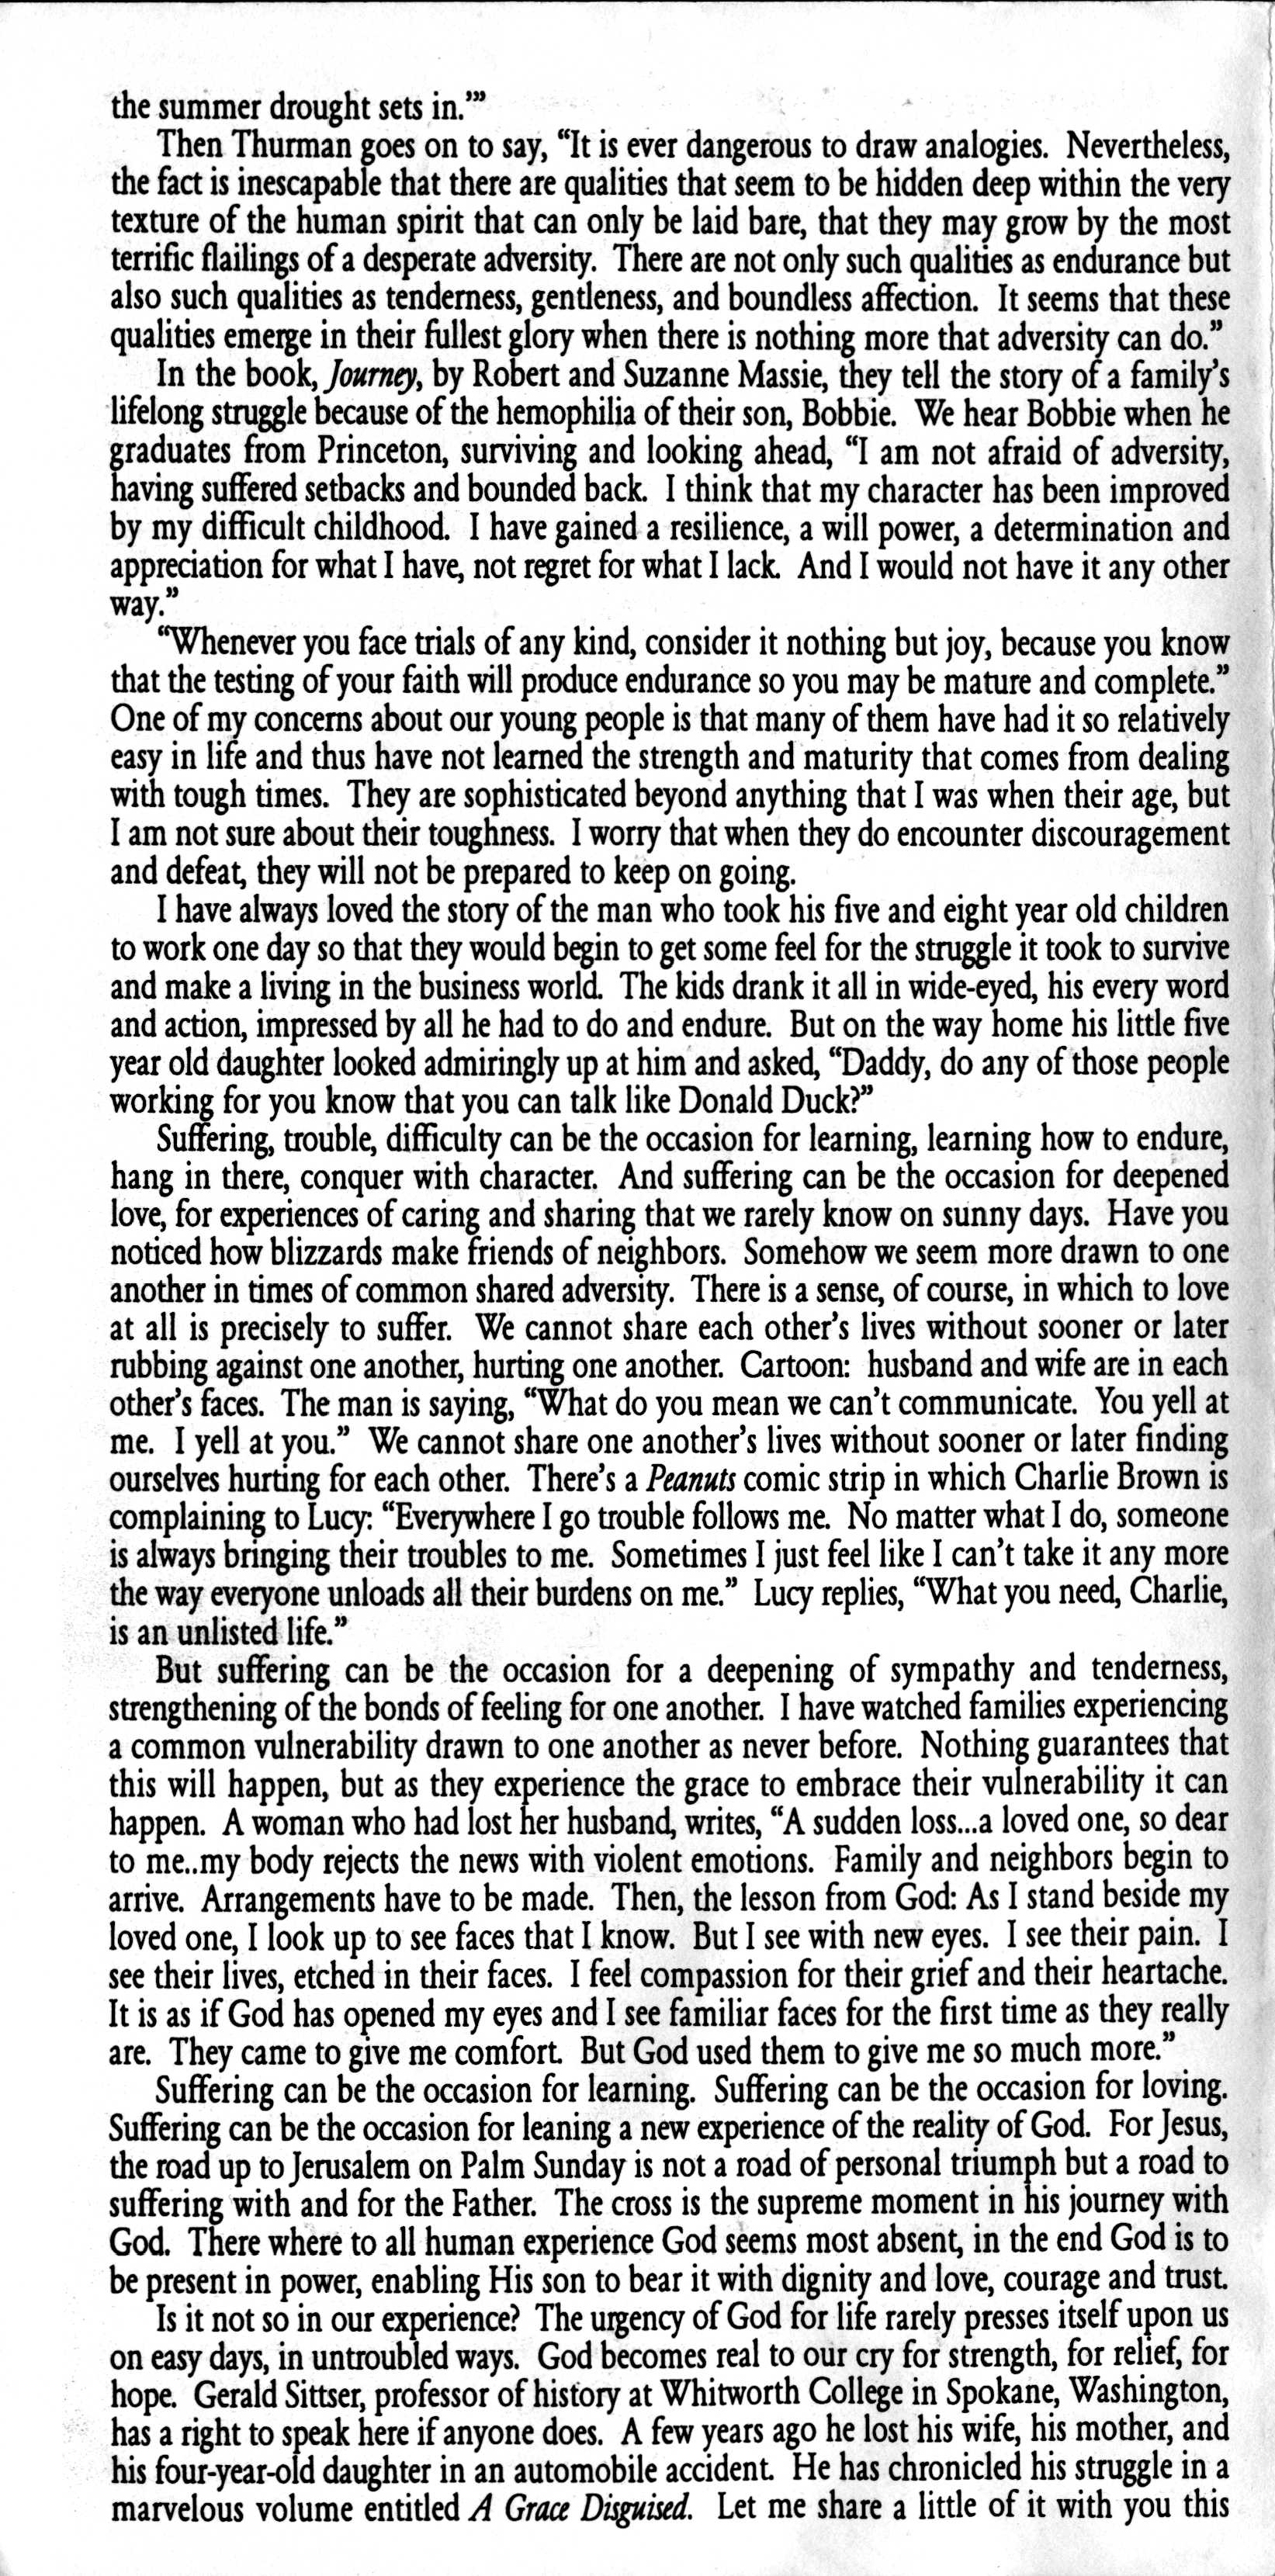 the summer drought sets in.'”
Then Thurman goes on to say, “It is ever dangerous to draw analogies. Nevertheless,
the fact is inescapable that there are qualities that seem to be hidden deep within the very
texture of the human spirit that can only be laid bare, that they may grow by the most
terrific flailings of a desperate adversity. There are not only such qualities as endurance but
also such qualities as tenderness, gentleness, and boundless affection. It seems that these
qualities emerge in their fullest glory when there is nothing more that adversity can do.”
In the book, Journey, by Robert and Suzanne Massie, they tell the story of a family's
lifelong struggle because of the hemophilia of their son, Bobbie. We hear Bobbie when he
graduates from Princeton, surviving and looking ahead, “I am not afraid of adversity,
having suffered setbacks and bounded back. I think that my character has been improved
by my difficult childhood. I have gained a resilience, a will power, a determination and
appreciation for what I have, not regret for what I lack. And I would not have it any other
way.”
“Whenever you face trials of any kind, consider it nothing but joy, because you know
that the testing of your faith will produce endurance so you may be mature and complete.”
One of my concerns about our young people is that many of them have had it so relatively
easy in life and thus have not learned the strength and maturity that comes from dealing
with tough times. They are sophisticated beyond anything that I was when their age, but
I am not sure about their toughness. I worry that when they do encounter discouragement
and defeat, they will not be prepared to keep on going.
I have always loved the story of the man who took his five and eight year old children
to work one day so that they would begin to get some feel for the struggle it took to survive
and make a living in the business world. The kids drank it all in wide-eyed, his every word
and action, impressed by all he had to do and endure. But on the way home his little five
year old daughter looked admiringly up at him and asked, “Daddy, do any of those people
working for you know that you can talk like Donald Duck?”
Suffering, trouble, difficulty can be the occasion for learning, learning how to endure,
hang in there, conquer with character. And suffering can be the occasion for deepened
love, for experiences of caring and sharing that we rarely know on sunny days. Have you
noticed how blizzards make friends of neighbors. Somehow we seem more drawn to one
another in times of common shared adversity. There is a sense, of course, in which to love
at all is precisely to suffer. We cannot share each other's lives without sooner or later
rubbing against one another, hurting one another. Cartoon: husband and wife are in each
other's faces. The man is saying, “What do you mean we can't communicate. You yell at
me. I yell at you.” We cannot share one another's lives without sooner or later finding
ourselves hurting for each other. There's a Peanuts comic strip in which Charlie Brown is
complaining to Lucy: “Everywhere I go trouble follows me. No matter what I do, someone
is always bringing their troubles to me. Sometimes I just feel like I can't take it any more
the way everyone unloads all their burdens on me.” Lucy replies, “What you need, Charlie,
is an unlisted life.”
But suffering can be the occasion for a deepening of sympathy and tenderness,
strengthening of the bonds of feeling for one another. I have watched families experiencing
a common vulnerability drawn to one another as never before. Nothing guarantees that
this will happen, but as they experience the grace to embrace their vulnerability it can
happen. A woman who had lost her husband, writes, “A sudden loss...a loved one, so dear
to me..my body rejects the news with violent emotions. Family and neighbors begin to
arrive. Arrangements have to be made. Then, the lesson from God: As I stand beside my
loved one, I look up to see faces that I know. But I see with new eyes. I see their pain. I
see their lives, etched in their faces. I feel compassion for their grief and their heartache.
It is as if God has opened my eyes and I see familiar faces for the first time as they really
are. They came to give me comfort. But God used them to give me so much more.”
Suffering can be the occasion for learning. Suffering can be the occasion for loving.
Suffering can be the occasion for leaning a new experience of the reality of God. For Jesus,
the road up to Jerusalem on Palm Sunday is not a road of personal triumph but a road to
suffering with and for the Father. The cross is the supreme moment in his journey with
God. There where to all human experience God seems most absent, in the end God is to
be present in power, enabling His son to bear it with dignity and love, courage and trust.
Is it not so in our experience? The urgency of God for life rarely presses itself upon us
on easy days, in untroubled ways. God becomes real to our cry for strength, for relief, for
hope. Gerald Sittser, professor of history at Whitworth College in Spokane, Washington,
has a right to speak here if anyone does. A few years ago he lost his wife, his mother, and
his four-year-old daughter in an automobile accident. He has chronicled his struggle in a
marvelous volume entitled A Grace Disguised. Let me share a little of it with you this